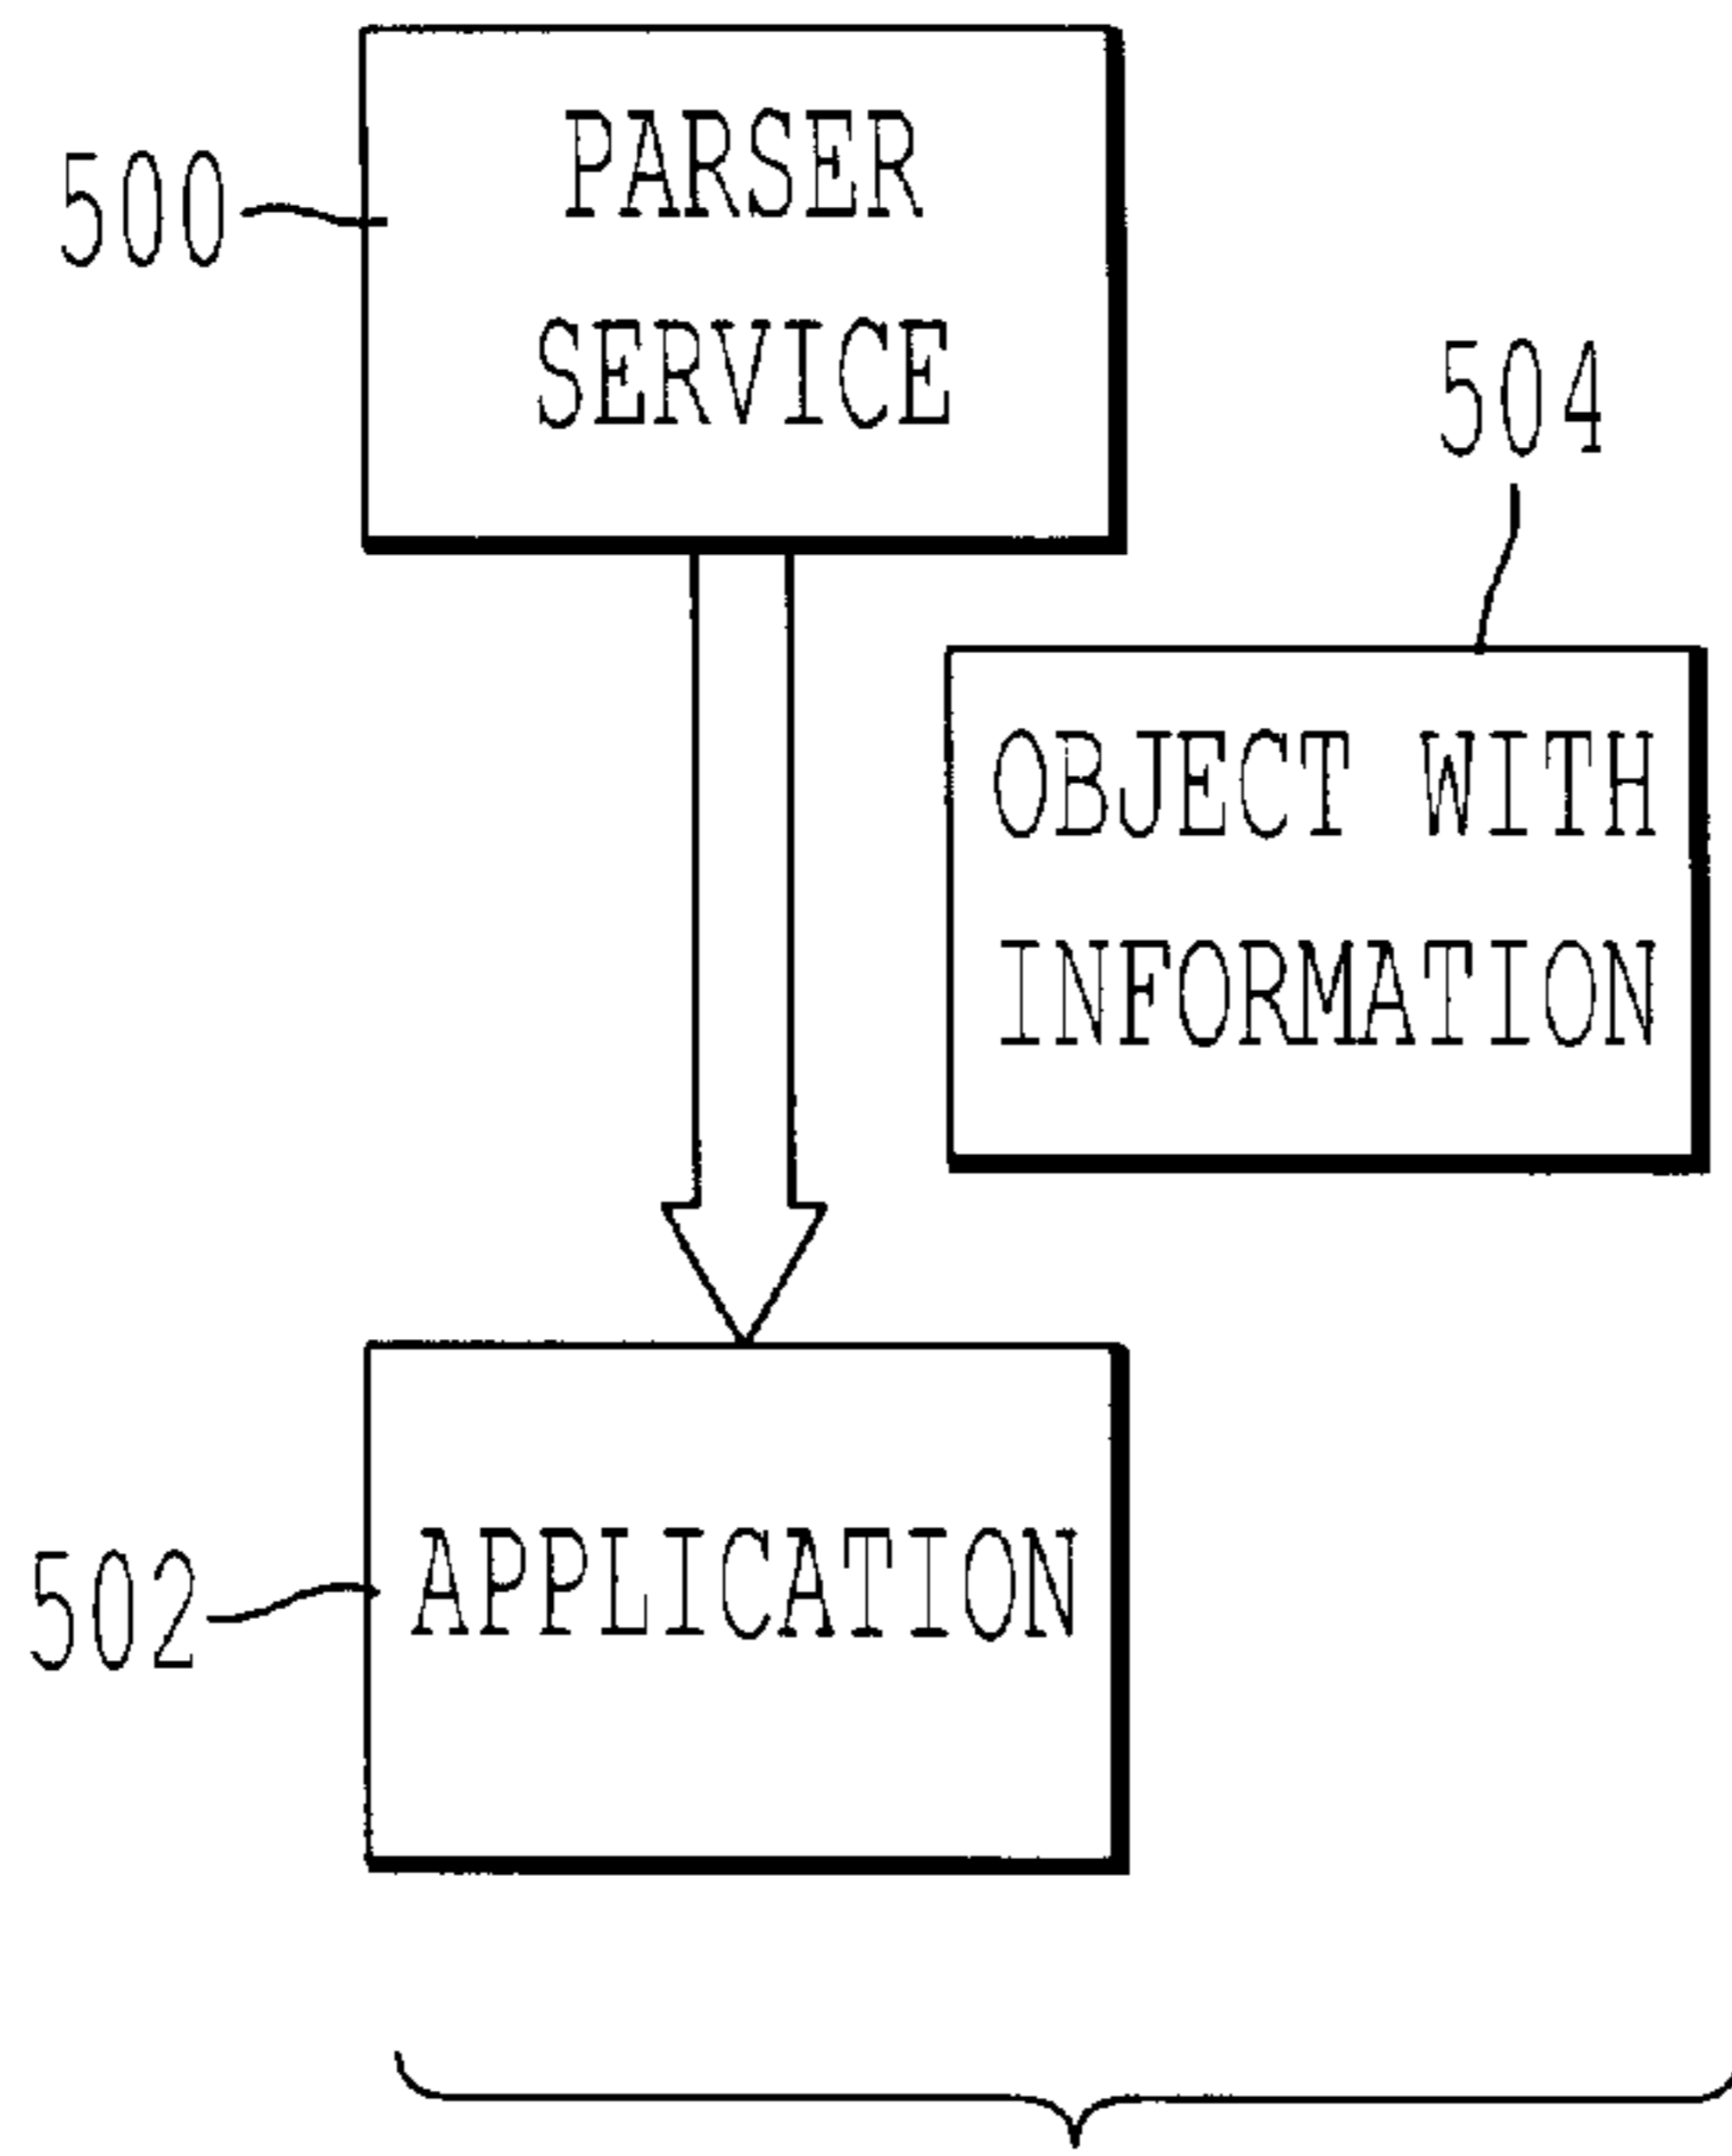 500
PARSER
SERVICE
504
OBJECT WITH
INFORMATION
502
APPLICATION